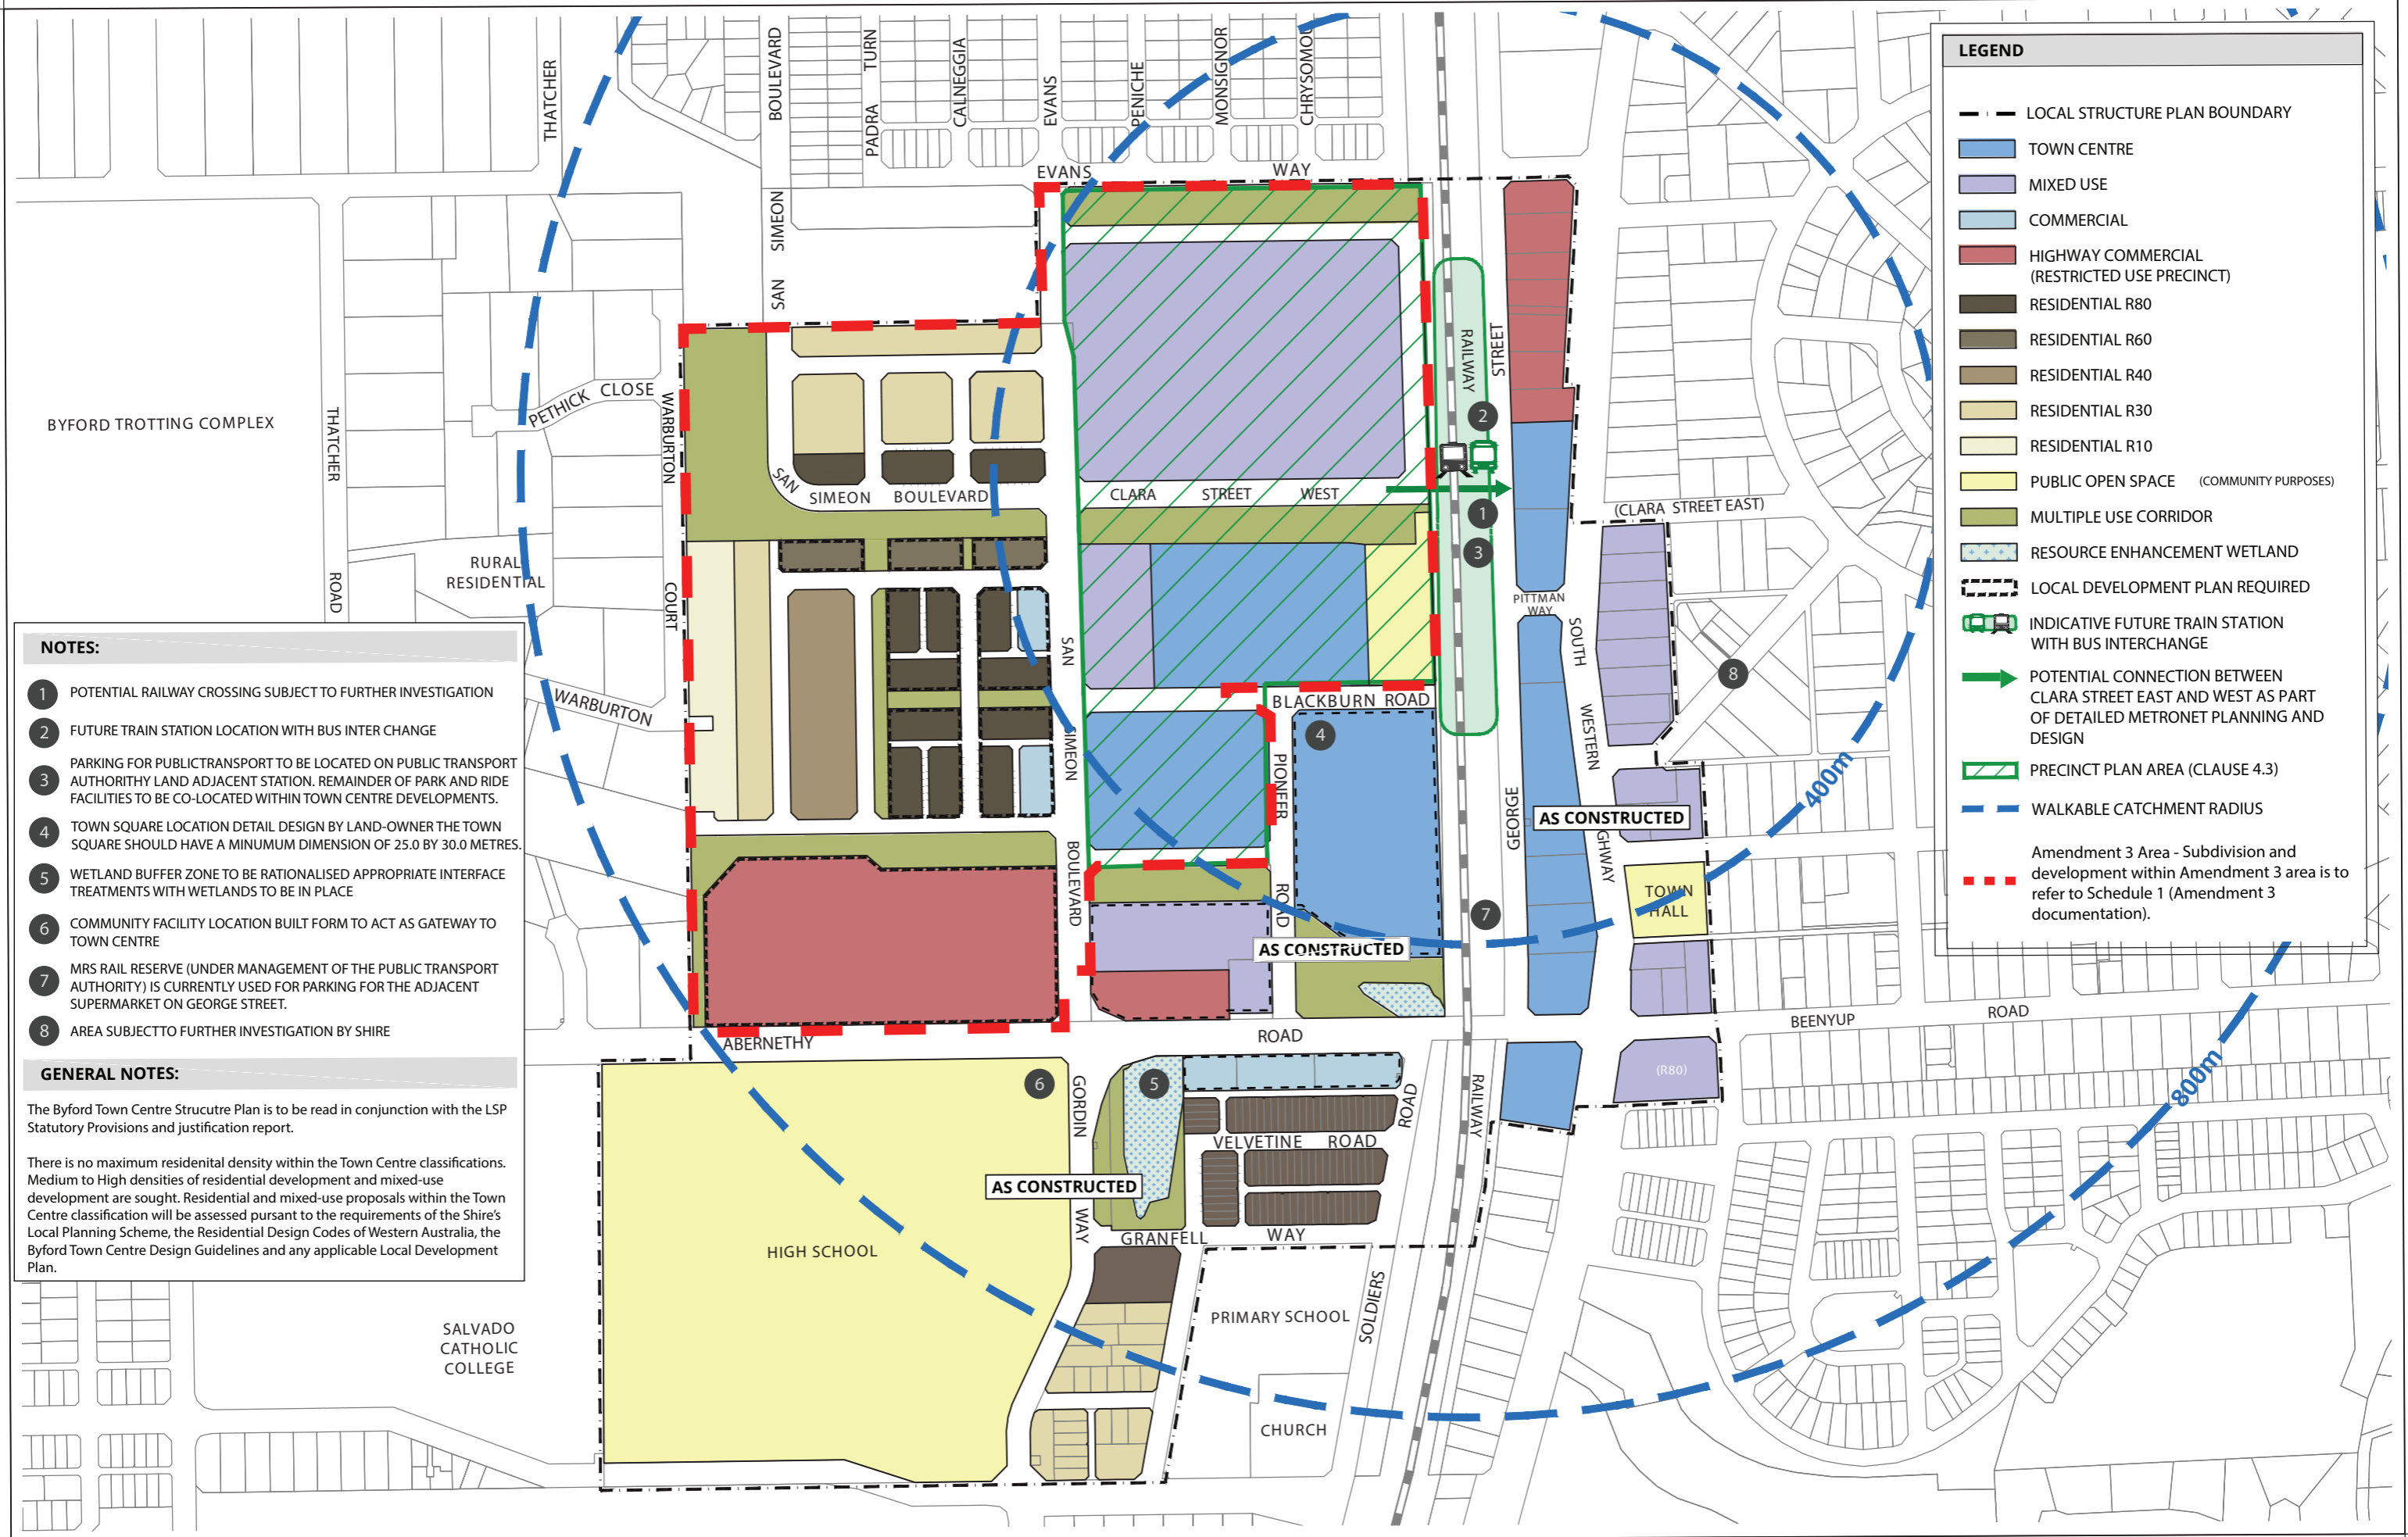 THATCHER
BOULEVARD
PADRA TURN
CALNEGGIA
EVANS
PENICHE
MONSIGNOR
EVANS WAY
SAN SIMEON
BYFORD TROTTING COMPLEX
THATCHER
ROAD
PETHICK CLOSE
WARBURTON
COURT
RURAL
RESIDENTIAL
WARBURTON
SAN
SIMEON BOULEVARD
CLARA STREET WEST
RAILWAY
STREET
2
1
3
(CLARA STREET EAST)
PITTMAN
WAY
SOUTH
WESTERN
8
SAN
SIMEON
BOULEVARD
BLACKBURN ROAD
4
PIONEER
ROAD
GEORGE
AS CONSTRUCTED
TOWN
HALL
7
AS CONSTRUCTED
400m
800m
ABERNETHY
ROAD
BEENYUP ROAD
(R80)
6
GORDIN
WAY
5
ROAD
RAILWAY
VELVETINE ROAD
AS CONSTRUCTED
GRANFELL WAY
HIGH SCHOOL
PRIMARY SCHOOL
SOLDIERS
CHURCH
SALVADO
CATHOLIC
COLLEGE
NOTES:
1 POTENTIAL RAILWAY CROSSING SUBJECT TO FURTHER INVESTIGATION
2 FUTURE TRAIN STATION LOCATION WITH BUS INTER CHANGE
3 PARKING FOR PUBLICTRANSPORT TO BE LOCATED ON PUBLIC TRANSPORT
AUTHORITHY LAND ADJACENT STATION. REMAINDER OF PARK AND RIDE
FACILITIES TO BE CO-LOCATED WITHIN TOWN CENTRE DEVELOPMENTS.
4 TOWN SQUARE LOCATION DETAIL DESIGN BY LAND-OWNER THE TOWN
SQUARE SHOULD HAVE A MINUMUM DIMENSION OF 25.0 BY 30.0 METRES.
5 WETLAND BUFFER ZONE TO BE RATIONALISED APPROPRIATE INTERFACE
TREATMENTS WITH WETLANDS TO BE IN PLACE
6 COMMUNITY FACILITY LOCATION BUILT FORM TO ACT AS GATEWAY TO
TOWN CENTRE
7 MRS RAIL RESERVE (UNDER MANAGEMENT OF THE PUBLIC TRANSPORT
AUTHORITY) IS CURRENTLY USED FOR PARKING FOR THE ADJACENT
SUPERMARKET ON GEORGE STREET.
8 AREA SUBJECTTO FURTHER INVESTIGATION BY SHIRE
GENERAL NOTES:
The Byford Town Centre Strucutre Plan is to be read in conjunction with the LSP
Statutory Provisions and justification report.
There is no maximum residenital density within the Town Centre classifications.
Medium to High densities of residential development and mixed-use
development are sought. Residential and mixed-use proposals within the Town
Centre classification will be assessed pursant to the requirements of the Shire's
Local Planning Scheme, the Residential Design Codes of Western Australia, the
Byford Town Centre Design Guidelines and any applicable Local Development
Plan.
LEGEND
LOCAL STRUCTURE PLAN BOUNDARY
TOWN CENTRE
MIXED USE
COMMERCIAL
HIGHWAY COMMERCIAL
(RESTRICTED USE PRECINCT)
RESIDENTIAL R80
RESIDENTIAL R60
RESIDENTIAL R40
RESIDENTIAL R30
RESIDENTIAL R10
PUBLIC OPEN SPACE (COMMUNITY PURPOSES)
MULTIPLE USE CORRIDOR
RESOURCE ENHANCEMENT WETLAND
LOCAL DEVELOPMENT PLAN REQUIRED
INDICATIVE FUTURE TRAIN STATION
WITH BUS INTERCHANGE
POTENTIAL CONNECTION BETWEEN
CLARA STREET EAST AND WEST AS PART
OF DETAILED METRONET PLANNING AND
DESIGN
PRECINCT PLAN AREA (CLAUSE 4.3)
WALKABLE CATCHMENT RADIUS
Amendment 3 Area - Subdivision and
development within Amendment 3 area is to
refer to Schedule 1 (Amendment 3
documentation).